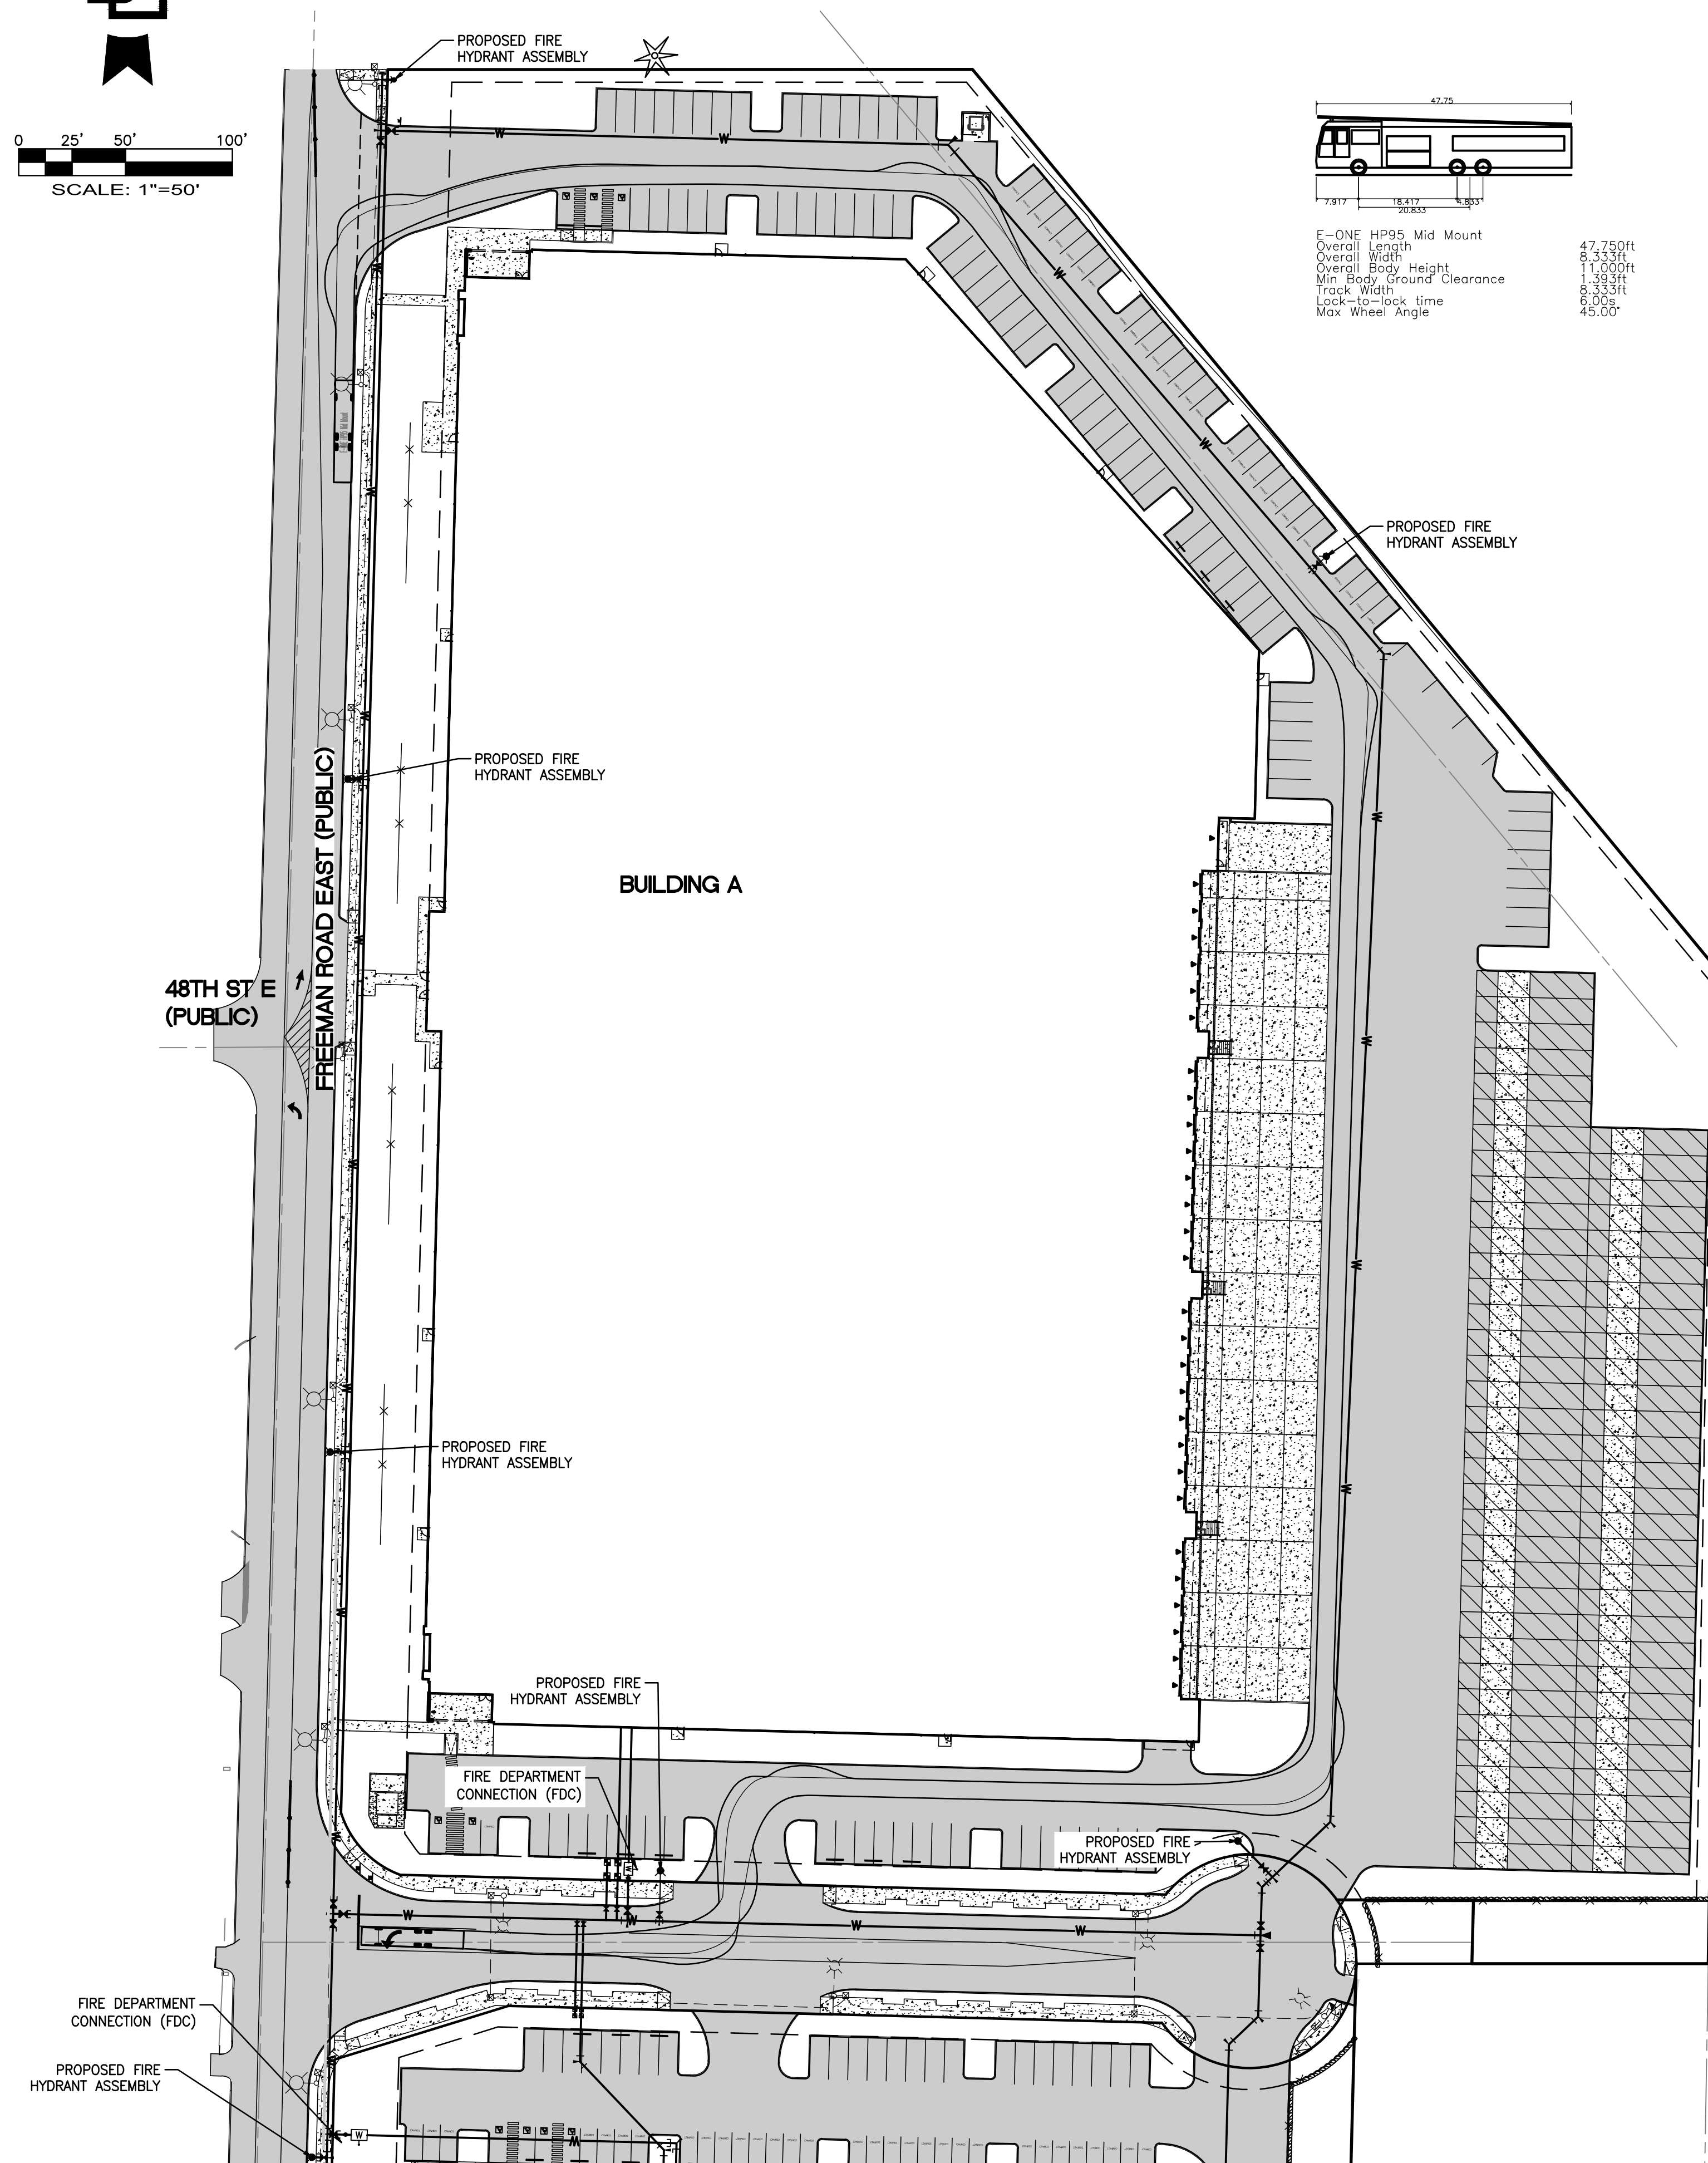 PROPOSED FIRE
HYDRANT ASSEMBLY
0 25' 50' 100'
SCALE: 1"=50'
47.75
7.917 18.417 4.833
20.833
E-ONE HP95 Mid Mount
Overall Length 47.750ft
Overall Width 8.333ft
Overall Body Height 11.000ft
Min Body Ground Clearance 1.393ft
Track Width 8.333ft
Lock-to-lock time 6.00s
Max Wheel Angle 45.00°
W
W
W
W
W
W
PROPOSED FIRE
HYDRANT ASSEMBLY
W
PROPOSED FIRE
HYDRANT ASSEMBLY
W
FREEMAN ROAD EAST (PUBLIC)
BUILDING A
W
48TH ST E
(PUBLIC)
W
W
W
W
PROPOSED FIRE
HYDRANT ASSEMBLY
W
W
PROPOSED FIRE
HYDRANT ASSEMBLY
FIRE DEPARTMENT
CONNECTION (FDC)
W
PROPOSED FIRE
HYDRANT ASSEMBLY
W
W
W
W
W
FIRE DEPARTMENT
CONNECTION (FDC)
W
PROPOSED FIRE
HYDRANT ASSEMBLY
W
W